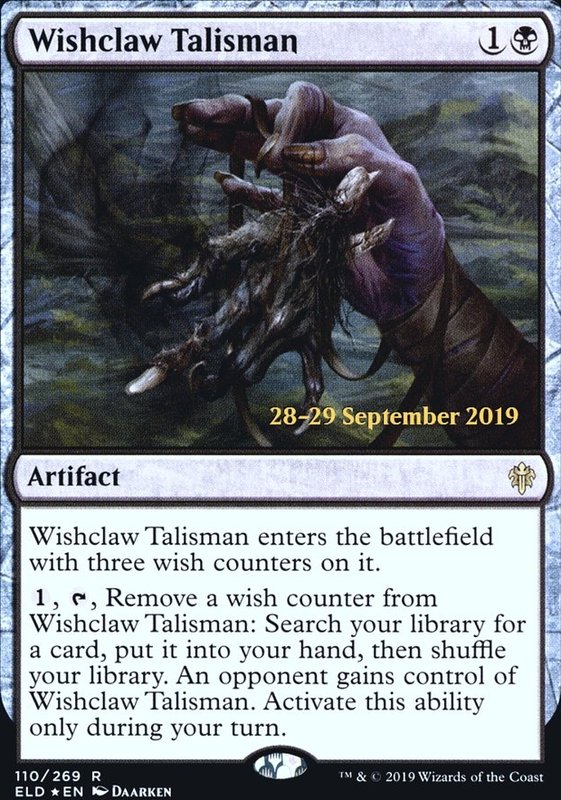 Wishclaw Talisman 1
28-29 September 2019
Artifact
Wishclaw Talisman enters the battlefield
with three wish counters on it.
1, , Remove a wish counter from
Wishclaw Talisman: Search your library for
a card, put it into your hand, then shuffle
your library. An opponent gains control of
Wishclaw Talisman. Activate this ability
only during your turn.
110/269 R
ELD ★ EN DAARKEN
™ & © 2019 Wizards of the Coast